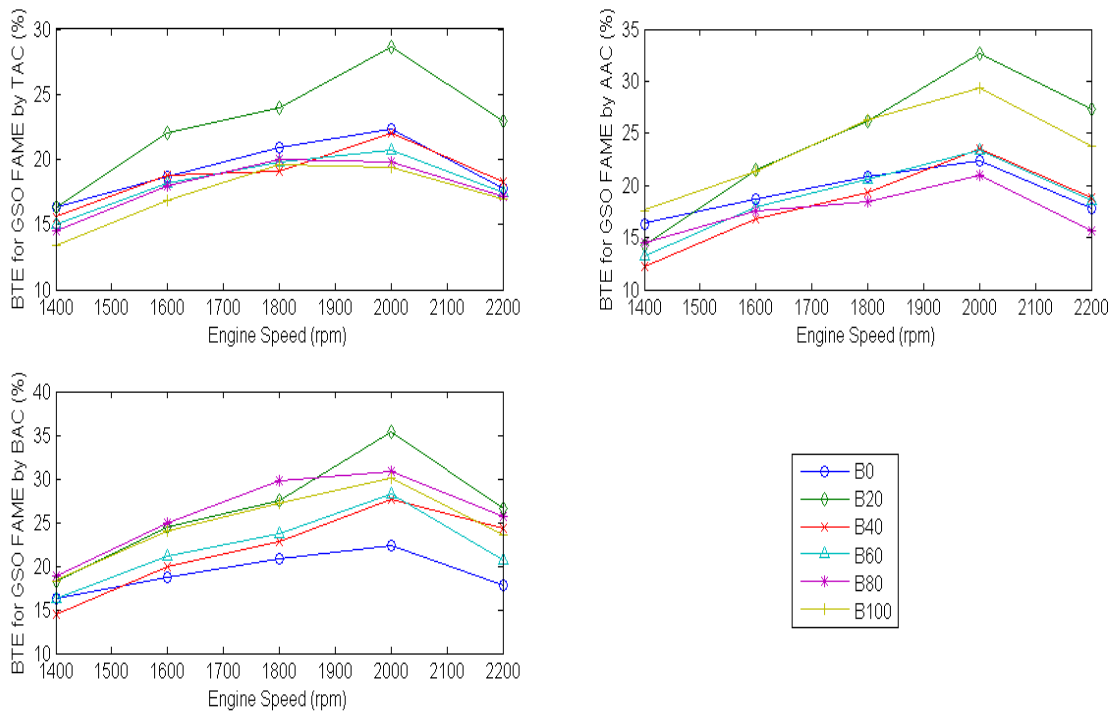 BTE for GSO FAME by TAC (%)
30
25
20
15
10
1400 1500 1600 1700 1800 1900 2000 2100 2200
Engine Speed (rpm)
BTE for GSO FAME by AAC (%)
35
30
25
20
15
10
1400 1500 1600 1700 1800 1900 2000 2100 2200
Engine Speed (rpm)
BTE for GSO FAME by BAC (%)
40
35
30
25
20
15
10
1400 1500 1600 1700 1800 1900 2000 2100 2200
Engine Speed (rpm)
B0
B20
B40
B60
B80
B100